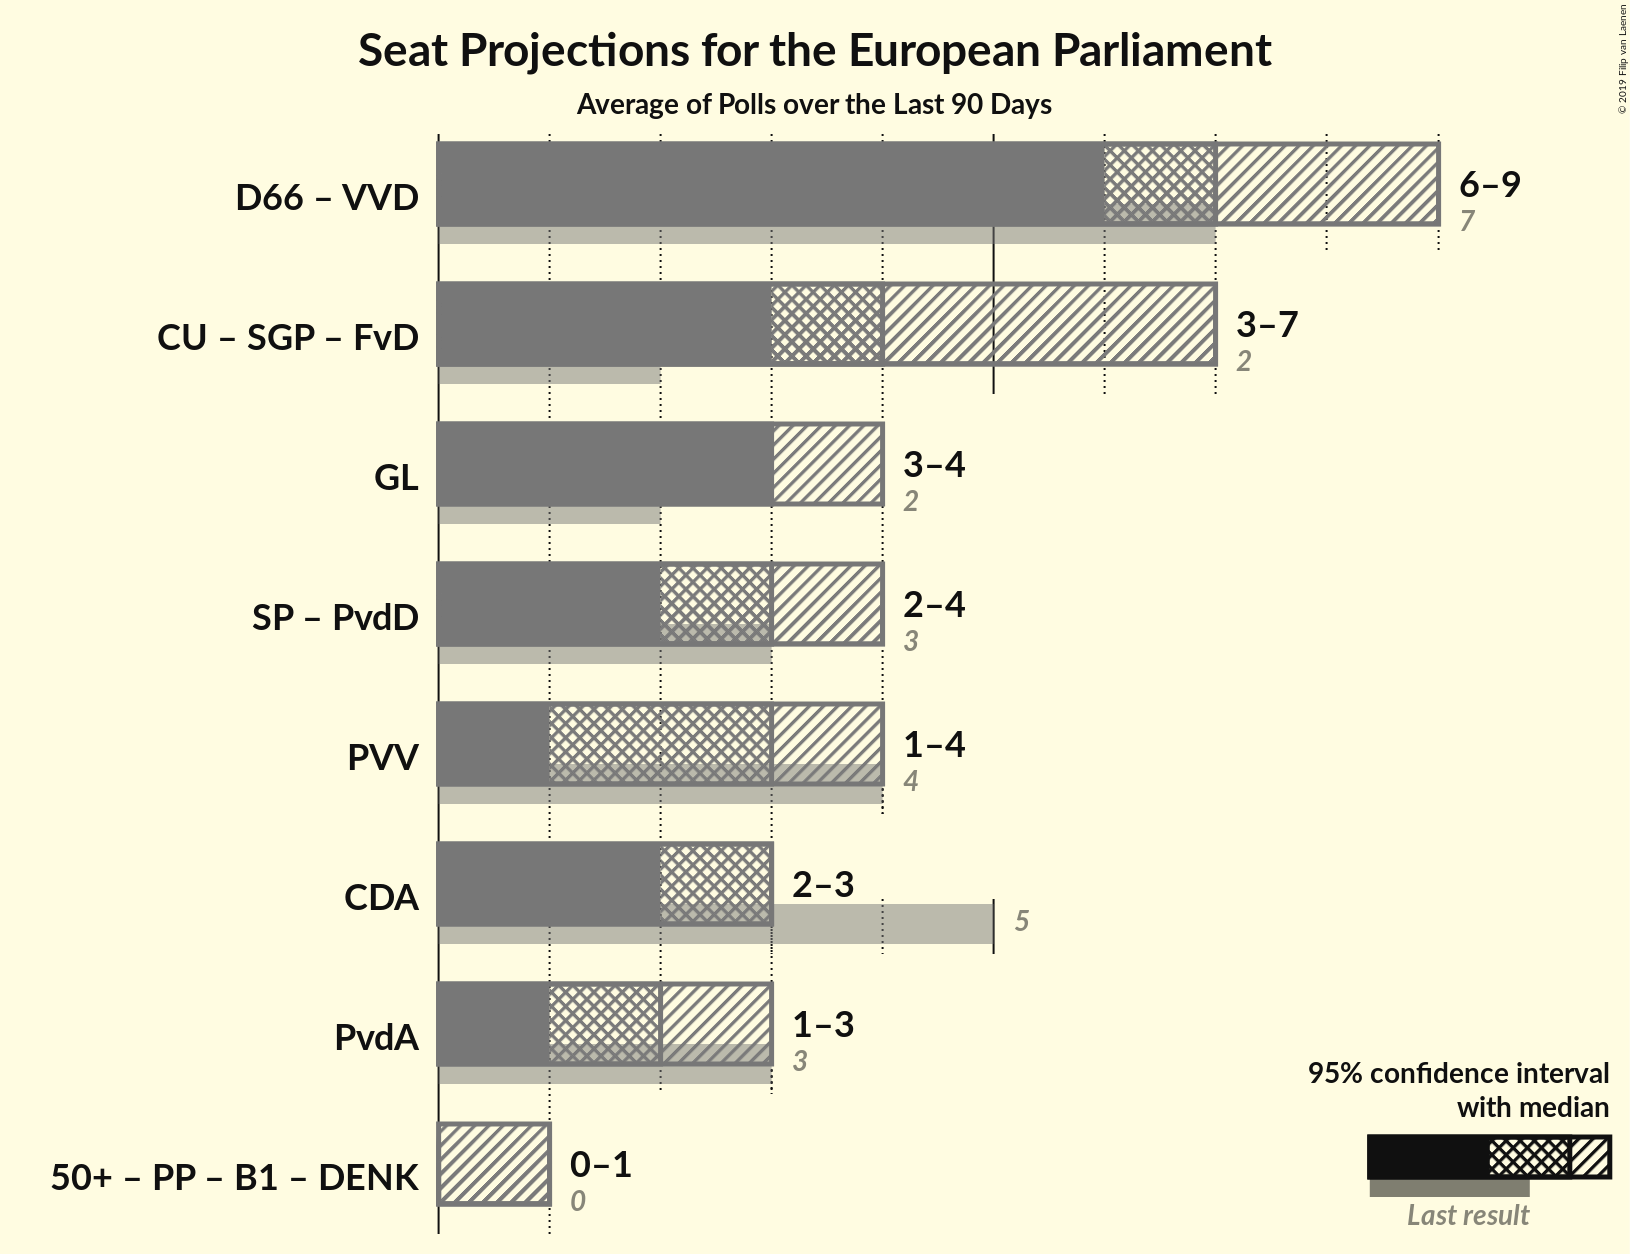 Seat Projections for the European Parliament
Average of Polls over the Last 90 Days
© 2019 Filip van Laenen
D66 – VVD
6–9
7
CU – SGP – FvD
3–7
2
GL
3–4
2
SP – PvdD
2–4
3
PVV
1–4
4
CDA
2–3
5
PvdA
1–3
3
50+ – PP – B1 – DENK
0–1
0
95% confidence interval
with median
Last result